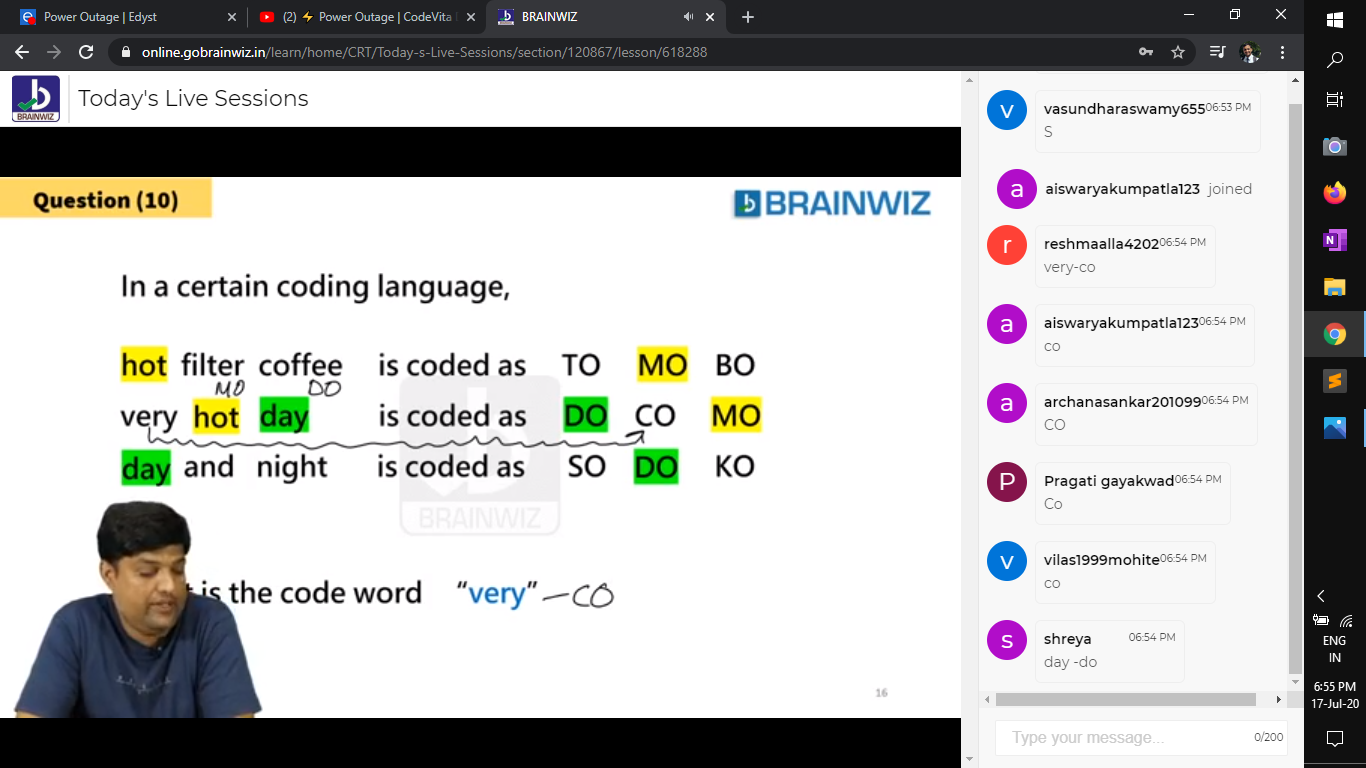 Power Outage | Edyst
(2) ⚡ Power Outage | CodeVita
BRAINWIZ
online.gobrainwiz.in/learn/home/CRT/Today-s-Live-Sessions/section/120867/lesson/618288
BRAINWIZ
Today's Live Sessions
Question (10)
BRAINWIZ
In a certain coding language,
hot filter coffee is coded as TO MO BO
MO DO
very hot day is coded as DO CO MO
day and night is coded as SO DO KO
BRAINWIZ
is the code word "very" – CO
16
v
vasundharaswamy655 06:53 PM
S
a
aiswaryakumpatla123 joined
r
reshmaalla4202 06:54 PM
very-co
a
aiswaryakumpatla123 06:54 PM
co
a
archanasankar201099 06:54 PM
CO
P
Pragati gayakwad 06:54 PM
Co
v
vilas1999mohite 06:54 PM
co
s
shreya 06:54 PM
day -do
Type your message... 0/200
N
S
ENG
IN
6:55 PM
17-Jul-20